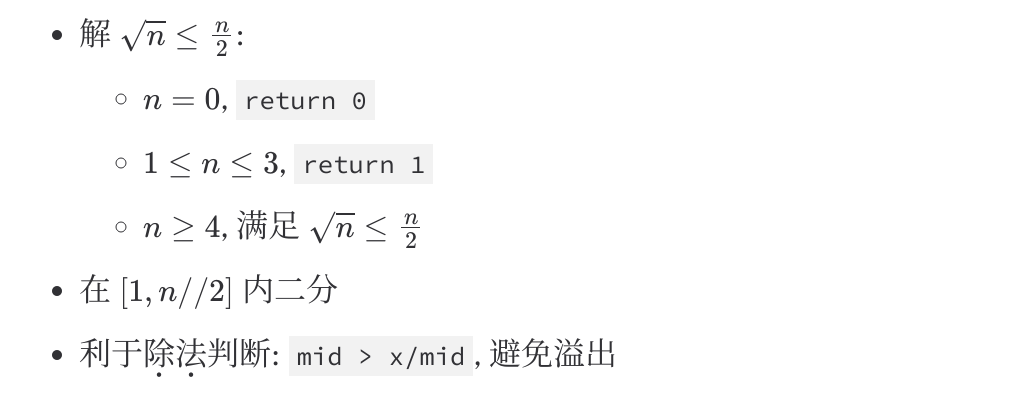 • 解 $\sqrt{n} \leq \frac{n}{2}$:
◦ $n = 0$, return 0
◦ $1 \leq n \leq 3$, return 1
◦ $n \geq 4$, 满足 $\sqrt{n} \leq \frac{n}{2}$
• 在 $[1, n//2]$ 内二分
• 利于除法判断: mid > x/mid, 避免溢出